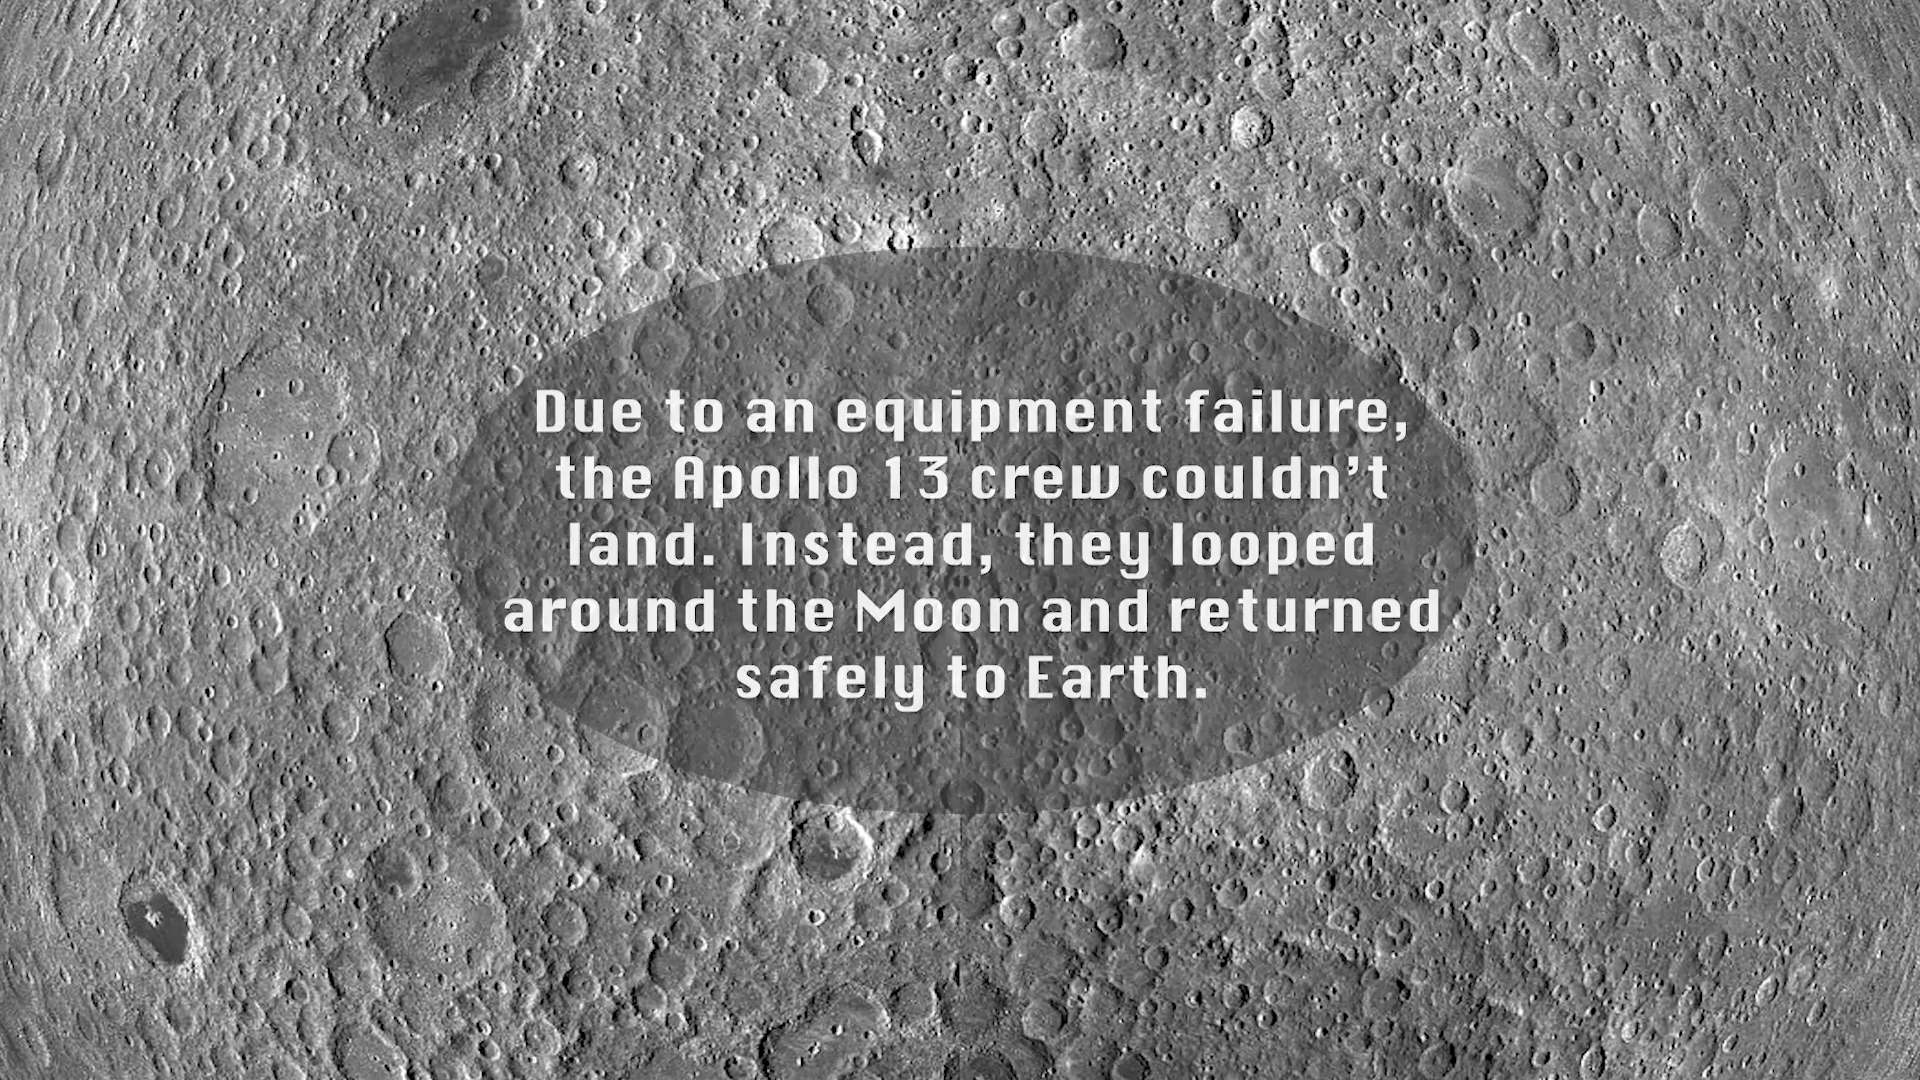 Due to an equipment failure,
the Apollo 13 crew couldn’t
land. Instead, they looped
around the Moon and returned
safely to Earth.